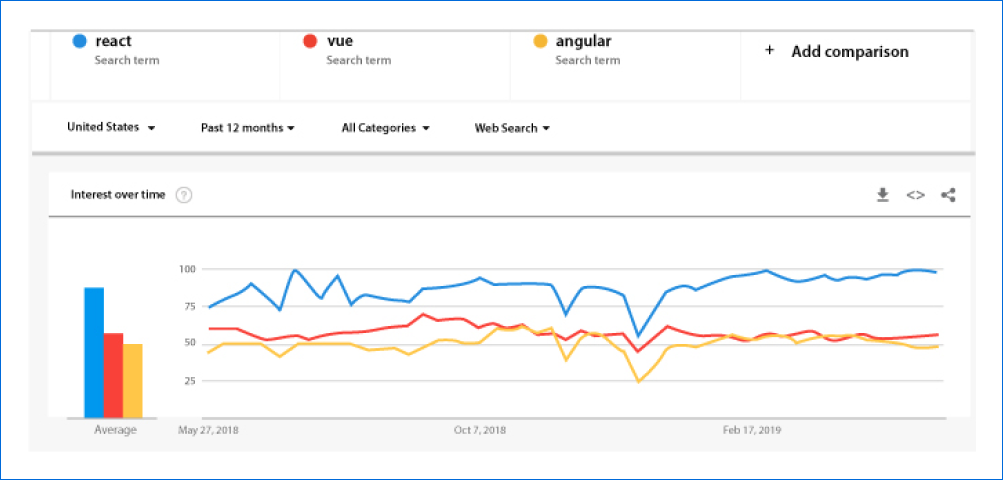 react vue angular + Add comparison
Search term Search term Search term
United States Past 12 months All Categories Web Search
Interest over time ? <>
100
75
50
25
Average May 27, 2018 Oct 7, 2018 Feb 17, 2019